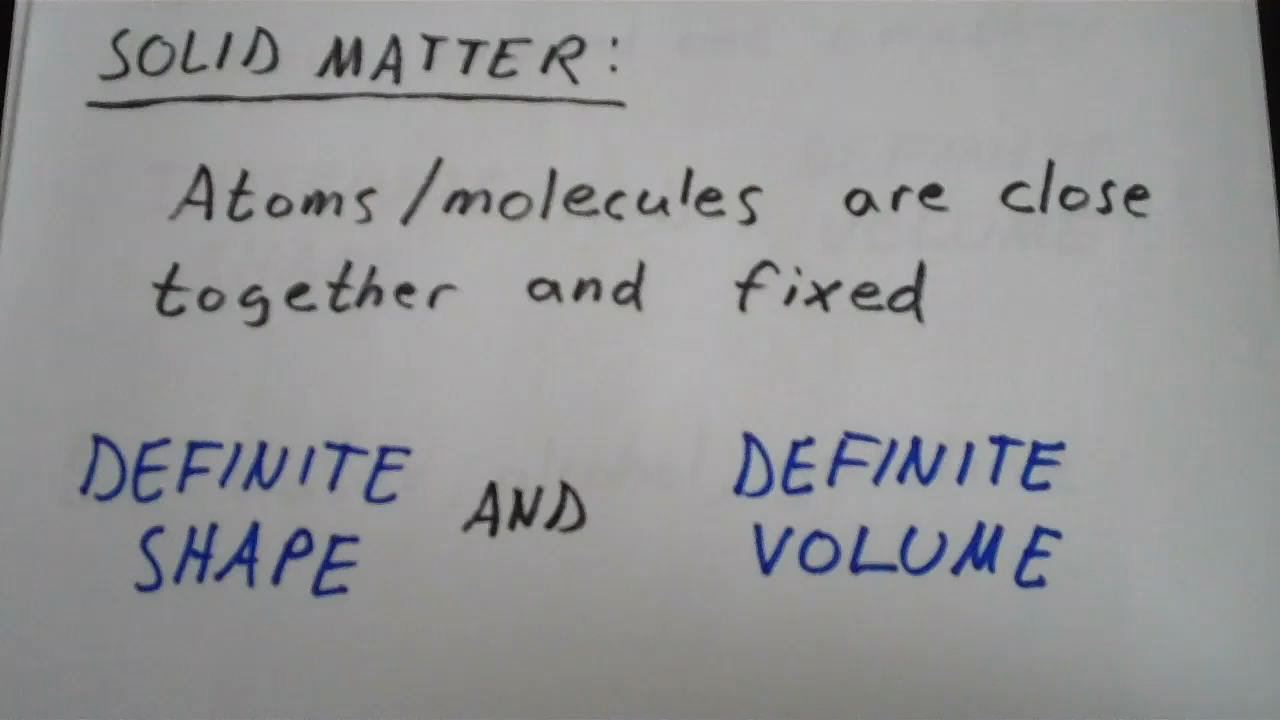 SOLID MATTER:
Atoms/molecules are close
together and fixed
DEFINITE
SHAPE
AND
DEFINITE
VOLUME